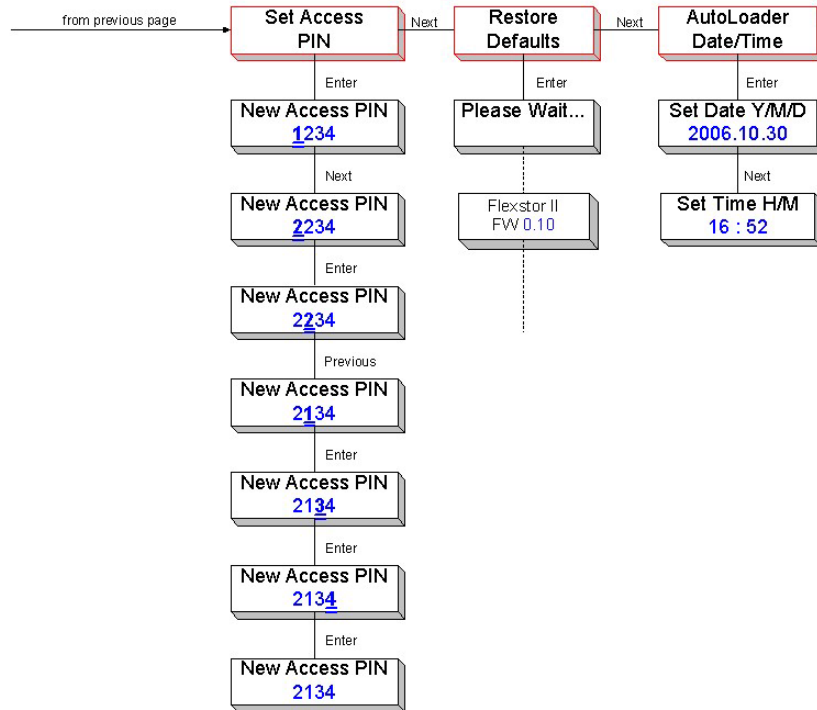 from previous page
Set Access
PIN
Next
Restore
Defaults
Next
AutoLoader
Date/Time
Enter
Enter
Enter
New Access PIN
1234
Please Wait...
Set Date Y/M/D
2006.10.30
Next
Next
New Access PIN
2234
Flexstor II
FW 0.10
Set Time H/M
16 : 52
Enter
New Access PIN
2234
Previous
New Access PIN
2134
Enter
New Access PIN
2134
Enter
New Access PIN
2134
Enter
New Access PIN
2134